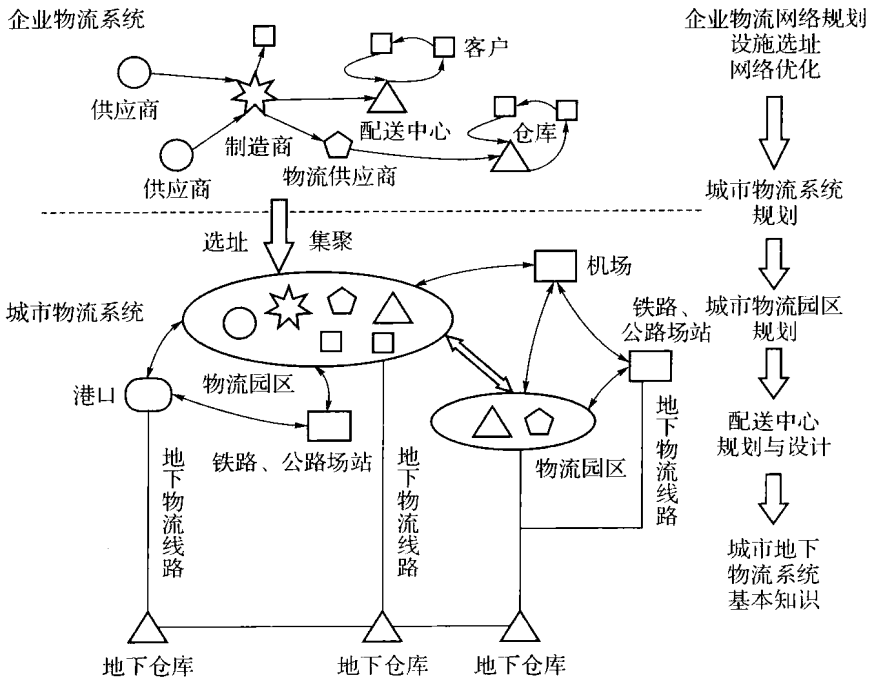 企业物流系统
客户
供应商
制造商
配送中心
仓库
供应商
物流供应商
选址
集聚
机场
城市物流系统
铁路、
公路场站
港口
物流园区
铁路、公路场站
物流园区
地下物流线路
地下物流线路
地下物流线路
地下仓库
地下仓库
地下仓库
企业物流网络规划
设施选址
网络优化
城市物流系统
规划
城市物流园区
规划
配送中心
规划与设计
城市地下
物流系统
基本知识